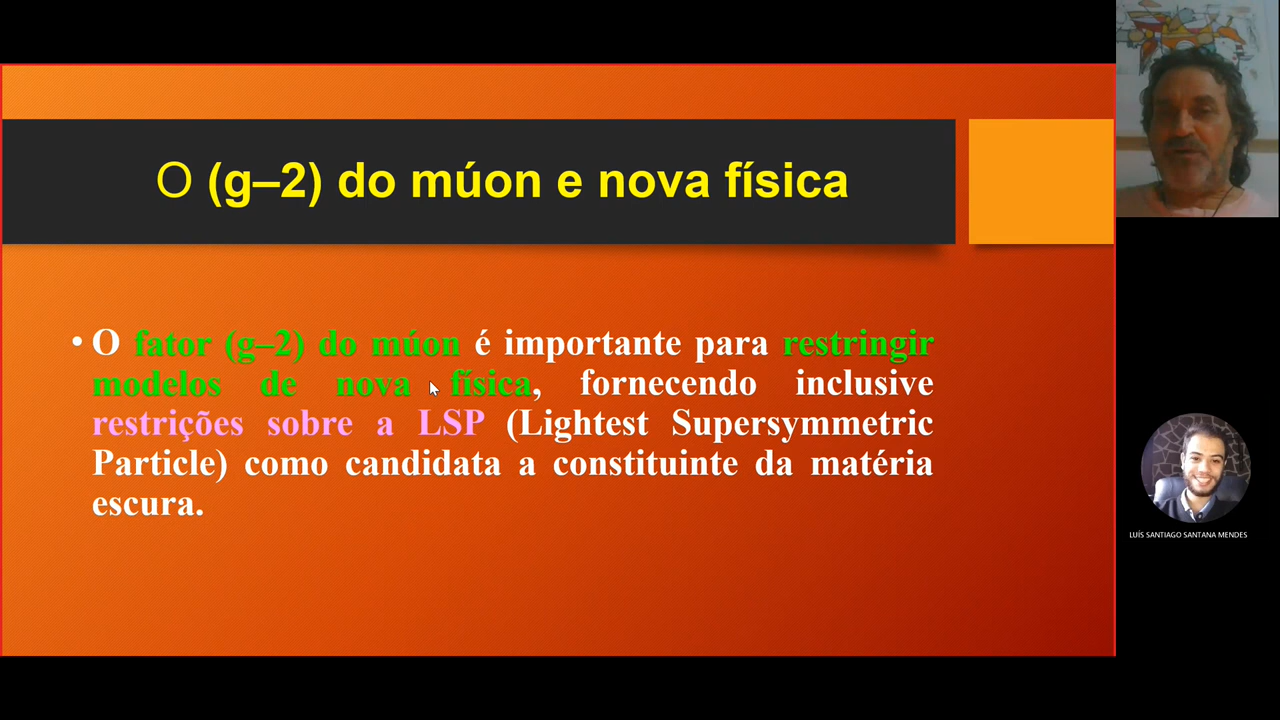 O (g–2) do múon e nova física
• O fator (g–2) do múon é importante para restringir
modelos de nova física, fornecendo inclusive
restrições sobre a LSP (Lightest Supersymmetric
Particle) como candidata a constituinte da matéria
escura.
LUÍS SANTIAGO SANTANA MENDES